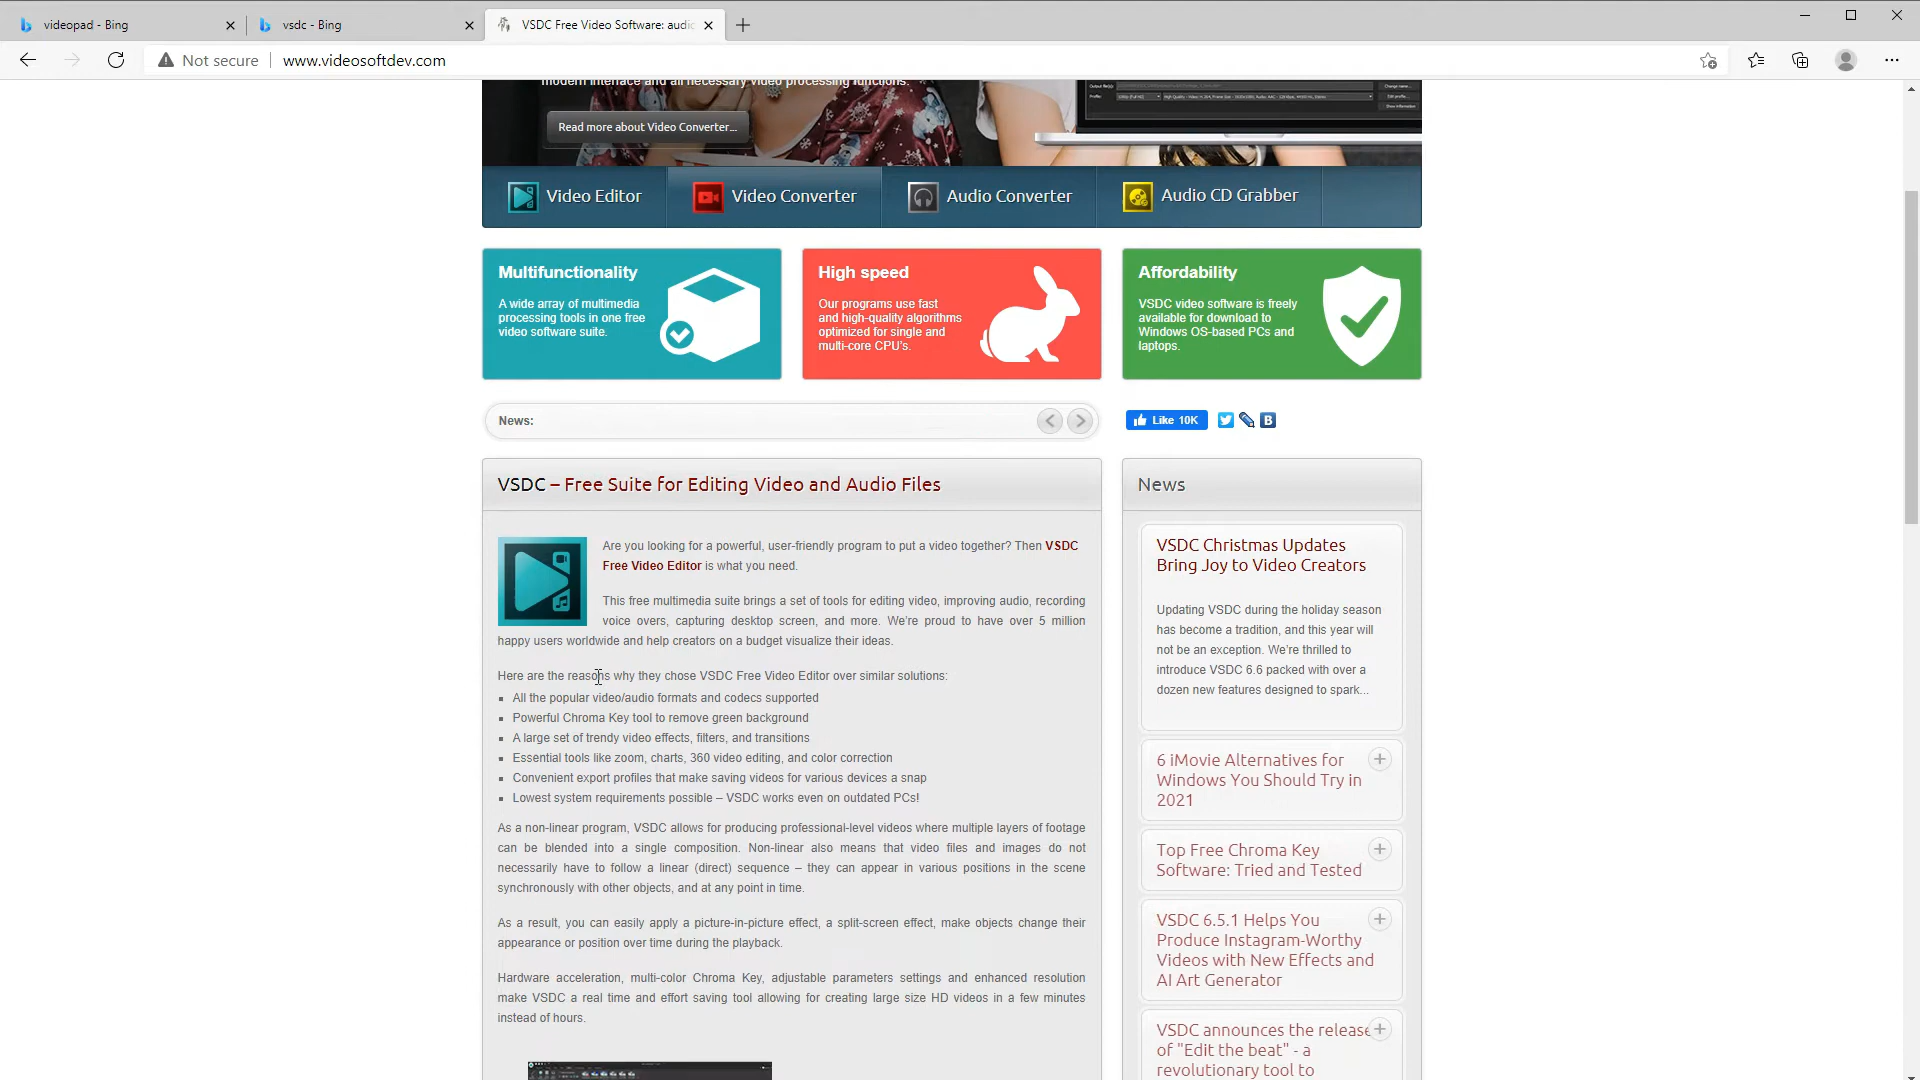 videopad - Bing
vsdc - Bing
VSDC Free Video Software: audio
Not secure
www.videosoftdev.com
modern interface and all necessary video processing functions.
Read more about Video Converter...
Video Editor
Video Converter
Audio Converter
Audio CD Grabber
Multifunctionality
A wide array of multimedia
processing tools in one free
video software suite.
High speed
Our programs use fast
and high-quality algorithms
optimized for single and
multi-core CPU's.
Affordability
VSDC video software is freely
available for download to
Windows OS-based PCs and
laptops.
News:
Like 10K
B
VSDC – Free Suite for Editing Video and Audio Files
Are you looking for a powerful, user-friendly program to put a video together? Then VSDC
Free Video Editor is what you need.
This free multimedia suite brings a set of tools for editing video, improving audio, recording
voice overs, capturing desktop screen, and more. We're proud to have over 5 million
happy users worldwide and help creators on a budget visualize their ideas.
Here are the reasons why they chose VSDC Free Video Editor over similar solutions:
All the popular video/audio formats and codecs supported
Powerful Chroma Key tool to remove green background
A large set of trendy video effects, filters, and transitions
Essential tools like zoom, charts, 360 video editing, and color correction
Convenient export profiles that make saving videos for various devices a snap
Lowest system requirements possible – VSDC works even on outdated PCs!
As a non-linear program, VSDC allows for producing professional-level videos where multiple layers of footage
can be blended into a single composition. Non-linear also means that video files and images do not
necessarily have to follow a linear (direct) sequence – they can appear in various positions in the scene
synchronously with other objects, and at any point in time.
As a result, you can easily apply a picture-in-picture effect, a split-screen effect, make objects change their
appearance or position over time during the playback.
Hardware acceleration, multi-color Chroma Key, adjustable parameters settings and enhanced resolution
make VSDC a real time and effort saving tool allowing for creating large size HD videos in a few minutes
instead of hours.
News
VSDC Christmas Updates
Bring Joy to Video Creators
Updating VSDC during the holiday season
has become a tradition, and this year will
not be an exception. We're thrilled to
introduce VSDC 6.6 packed with over a
dozen new features designed to spark...
6 iMovie Alternatives for
Windows You Should Try in
2021
Top Free Chroma Key
Software: Tried and Tested
VSDC 6.5.1 Helps You
Produce Instagram-Worthy
Videos with New Effects and
AI Art Generator
VSDC announces the release
of "Edit the beat" - a
revolutionary tool to